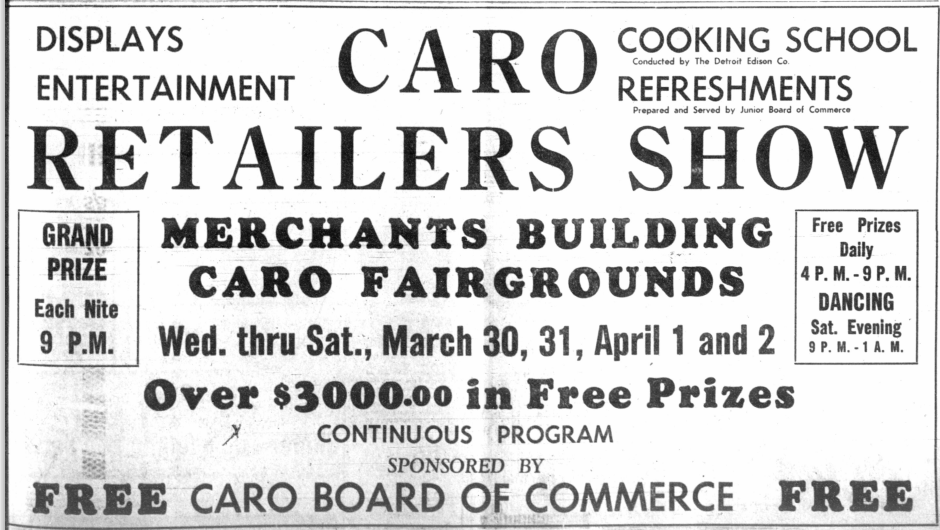 DISPLAYS
ENTERTAINMENT
CARO
COOKING SCHOOL
Conducted by The Detroit Edison Co.
REFRESHMENTS
Prepared and Served by Junior Board of Commerce
RETAILERS SHOW
GRAND
PRIZE
Each Nite
9 P.M.
MERCHANTS BUILDING
CARO FAIRGROUNDS
Wed. thru Sat., March 30, 31, April 1 and 2
Free Prizes
Daily
4 P. M. - 9 P. M.
DANCING
Sat. Evening
9 P. M. - 1 A. M.
Over $3000.00 in Free Prizes
CONTINUOUS PROGRAM
SPONSORED BY
FREE CARO BOARD OF COMMERCE FREE